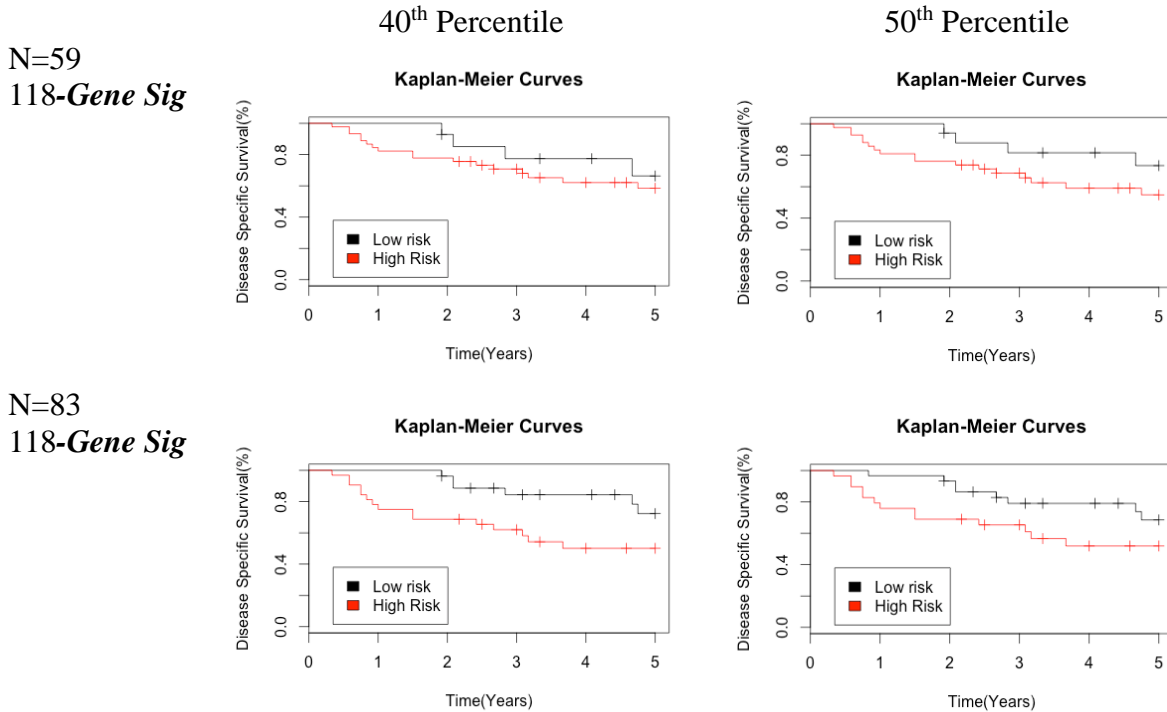 40th Percentile
50th Percentile
N=59
118-Gene Sig
Kaplan-Meier Curves
Disease Specific Survival(%)
0.8
0.4
0.0
Low risk
High Risk
0 1 2 3 4 5
Time(Years)
Kaplan-Meier Curves
Disease Specific Survival(%)
0.8
0.4
0.0
Low risk
High Risk
0 1 2 3 4 5
Time(Years)
N=83
118-Gene Sig
Kaplan-Meier Curves
Disease Specific Survival(%)
0.8
0.4
0.0
Low risk
High Risk
0 1 2 3 4 5
Time(Years)
Kaplan-Meier Curves
Disease Specific Survival(%)
0.8
0.4
0.0
Low risk
High Risk
0 1 2 3 4 5
Time(Years)